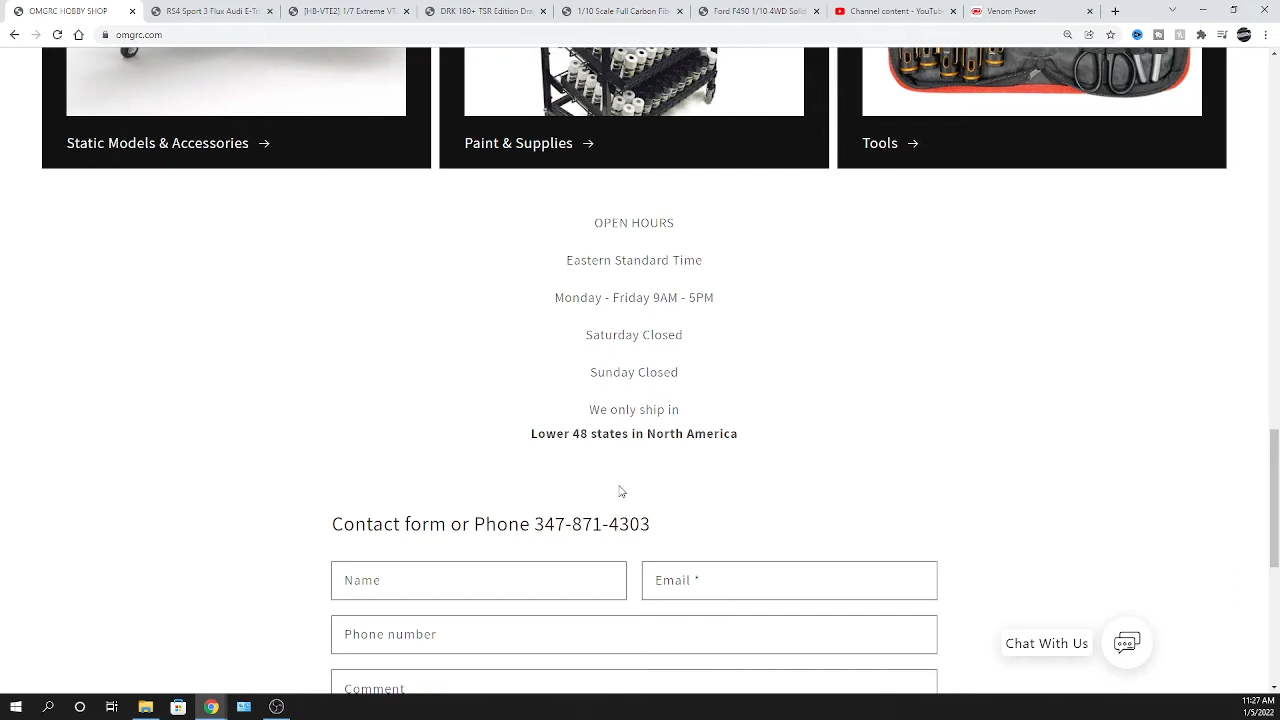 OMGRC HOBBY SHOP
RS4 Sport 3 Flux Audi E-Tr
[HB-VTE2] 1/7 Extreme VT
DRK 160+ TSR Edition Dra
1/10 Scale Full Carbon Fib
Ford F450 1/10 4WD Solid
Channel content - YouTub
Venom Power
omgrc.com
Static Models & Accessories →
Paint & Supplies →
Tools →
OPEN HOURS
Eastern Standard Time
Monday - Friday 9AM - 5PM
Saturday Closed
Sunday Closed
We only ship in
Lower 48 states in North America
Contact form or Phone 347-871-4303
Name
Email *
Phone number
Comment
Chat With Us
11:27 AM
1/5/2022